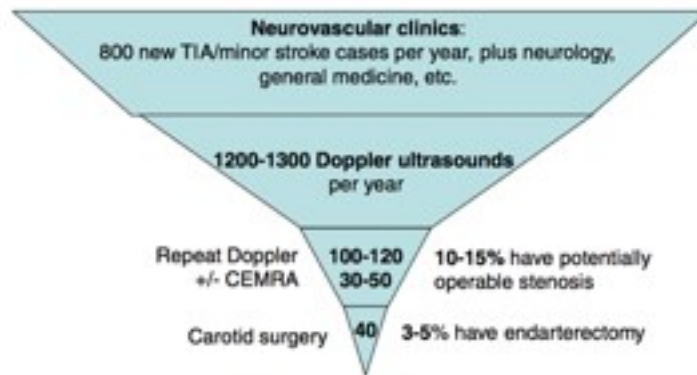 Neurovascular clinics:
800 new TIA/minor stroke cases per year, plus neurology,
general medicine, etc.
1200-1300 Doppler ultrasounds
per year
Repeat Doppler
+/- CEMRA
100-120
30-50
10-15% have potentially
operable stenosis
Carotid surgery
40
3-5% have endarterectomy